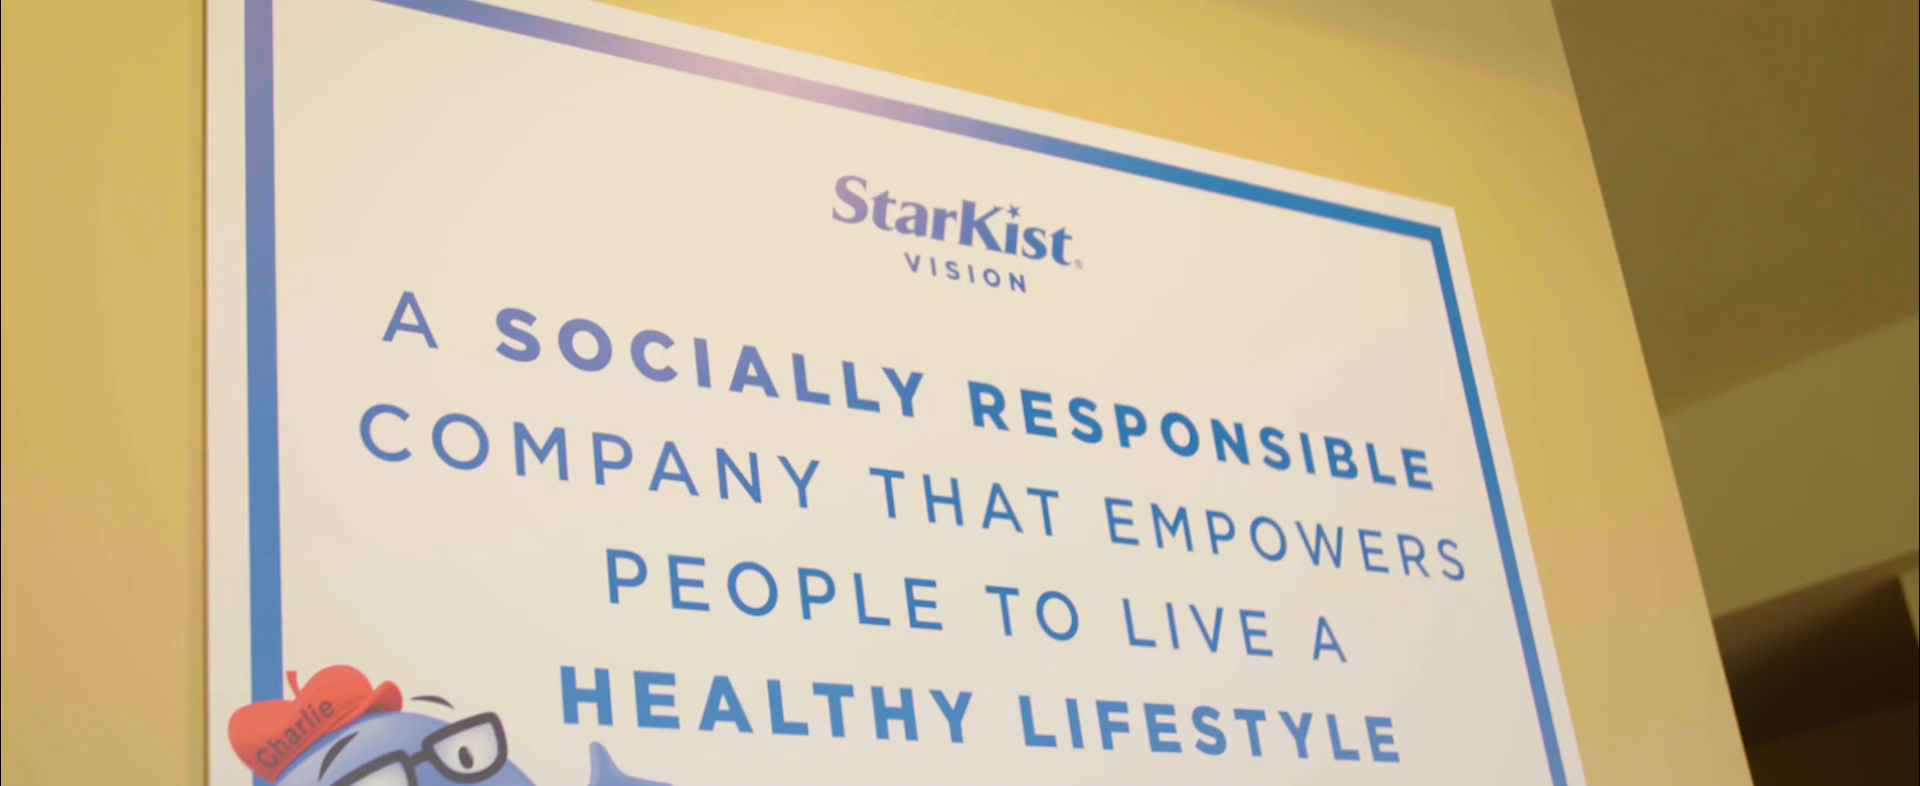 StarKist®
VISION
A SOCIALLY RESPONSIBLE
COMPANY THAT EMPOWERS
PEOPLE TO LIVE A
HEALTHY LIFESTYLE
Charlie